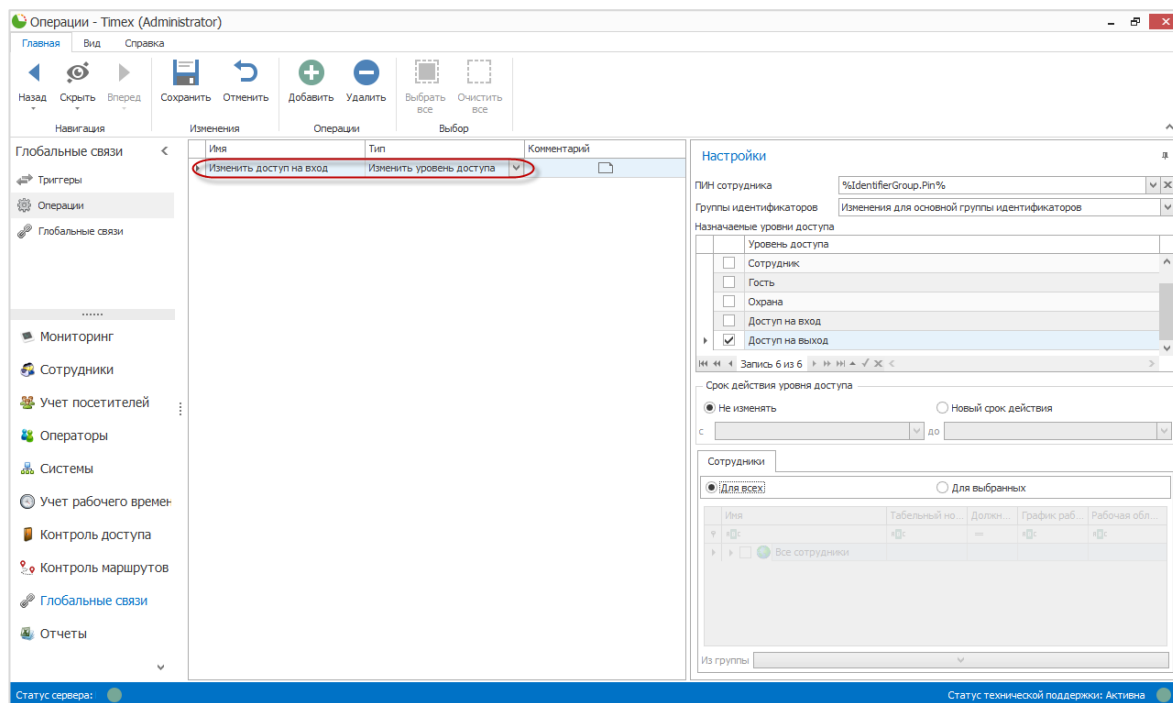 Операции - Timex (Administrator)
Главная Вид Справка
Назад Скрыть Вперед Сохранить Отменить Добавить Удалить Выбрать все Очистить все
Навигация Изменения Операции Выбор
Глобальные связи
Триггеры
Операции
Глобальные связи
Мониторинг
Сотрудники
Учет посетителей
Операторы
Системы
Учет рабочего времен
Контроль доступа
Контроль маршрутов
Глобальные связи
Отчеты
Имя Тип Комментарий
Изменить доступ на вход Изменить уровень доступа
Настройки
ПИН сотрудника %IdentifierGroup.Pin%
Группы идентификаторов Изменения для основной группы идентификаторов
Назначаемые уровни доступа
Уровень доступа
Сотрудник
Гость
Охрана
Доступ на вход
Доступ на выход
Запись 6 из 6
Срок действия уровня доступа
Не изменять Новый срок действия
с до
Сотрудники
Для всех Для выбранных
Имя Табельный но... Должн... График раб... Рабочая обл...
Все сотрудники
Из группы
Статус сервера: Статус технической поддержки: Активна